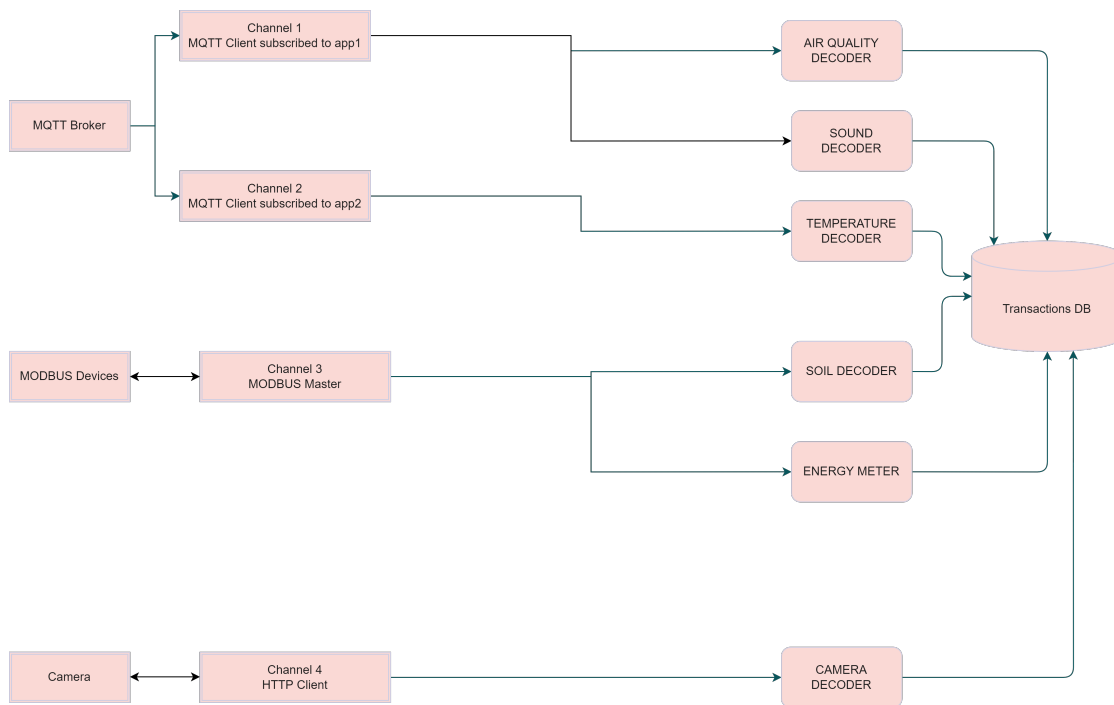 Channel 1
MQTT Client subscribed to app1
AIR QUALITY
DECODER
MQTT Broker
SOUND
DECODER
Channel 2
MQTT Client subscribed to app2
TEMPERATURE
DECODER
Transactions DB
MODBUS Devices
Channel 3
MODBUS Master
SOIL DECODER
ENERGY METER
Camera
Channel 4
HTTP Client
CAMERA
DECODER